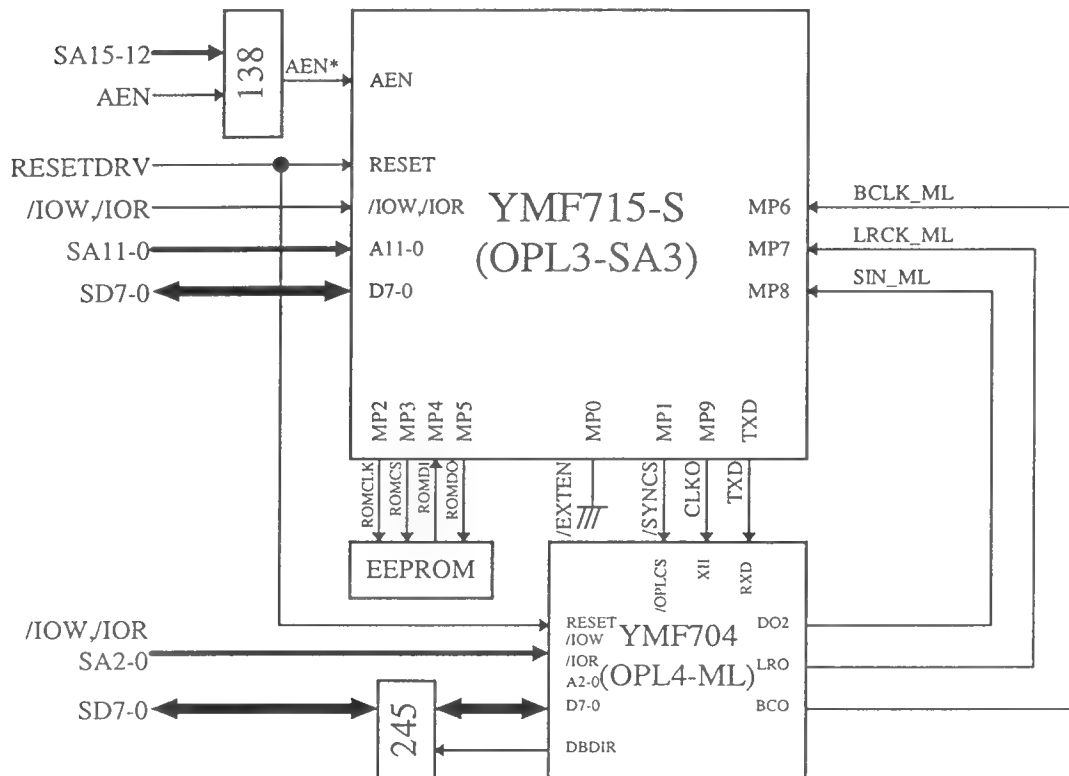 SA15-12
AEN
138
AEN*
AEN
RESETDRV
RESET
/IOW,/IOR
/IOW,/IOR
SA11-0
A11-0
SD7-0
D7-0
YMF715-S
(OPL3-SA3)
MP6
BCLK_ML
MP7
LRCK_ML
MP8
SIN_ML
MP2
MP3
MP4
MP5
MP0
MP1
MP9
TXD
ROMCLK
ROMCS
ROMDI
ROMDO
/EXTEN
/SYNCS
CLKO
TXD
EEPROM
/OPLCS
XII
RXD
/IOW,/IOR
SA2-0
SD7-0
245
RESET
/IOW
/IOR
A2-0
D7-0
DBDIR
YMF704
(OPL4-ML)
DO2
LRO
BCO